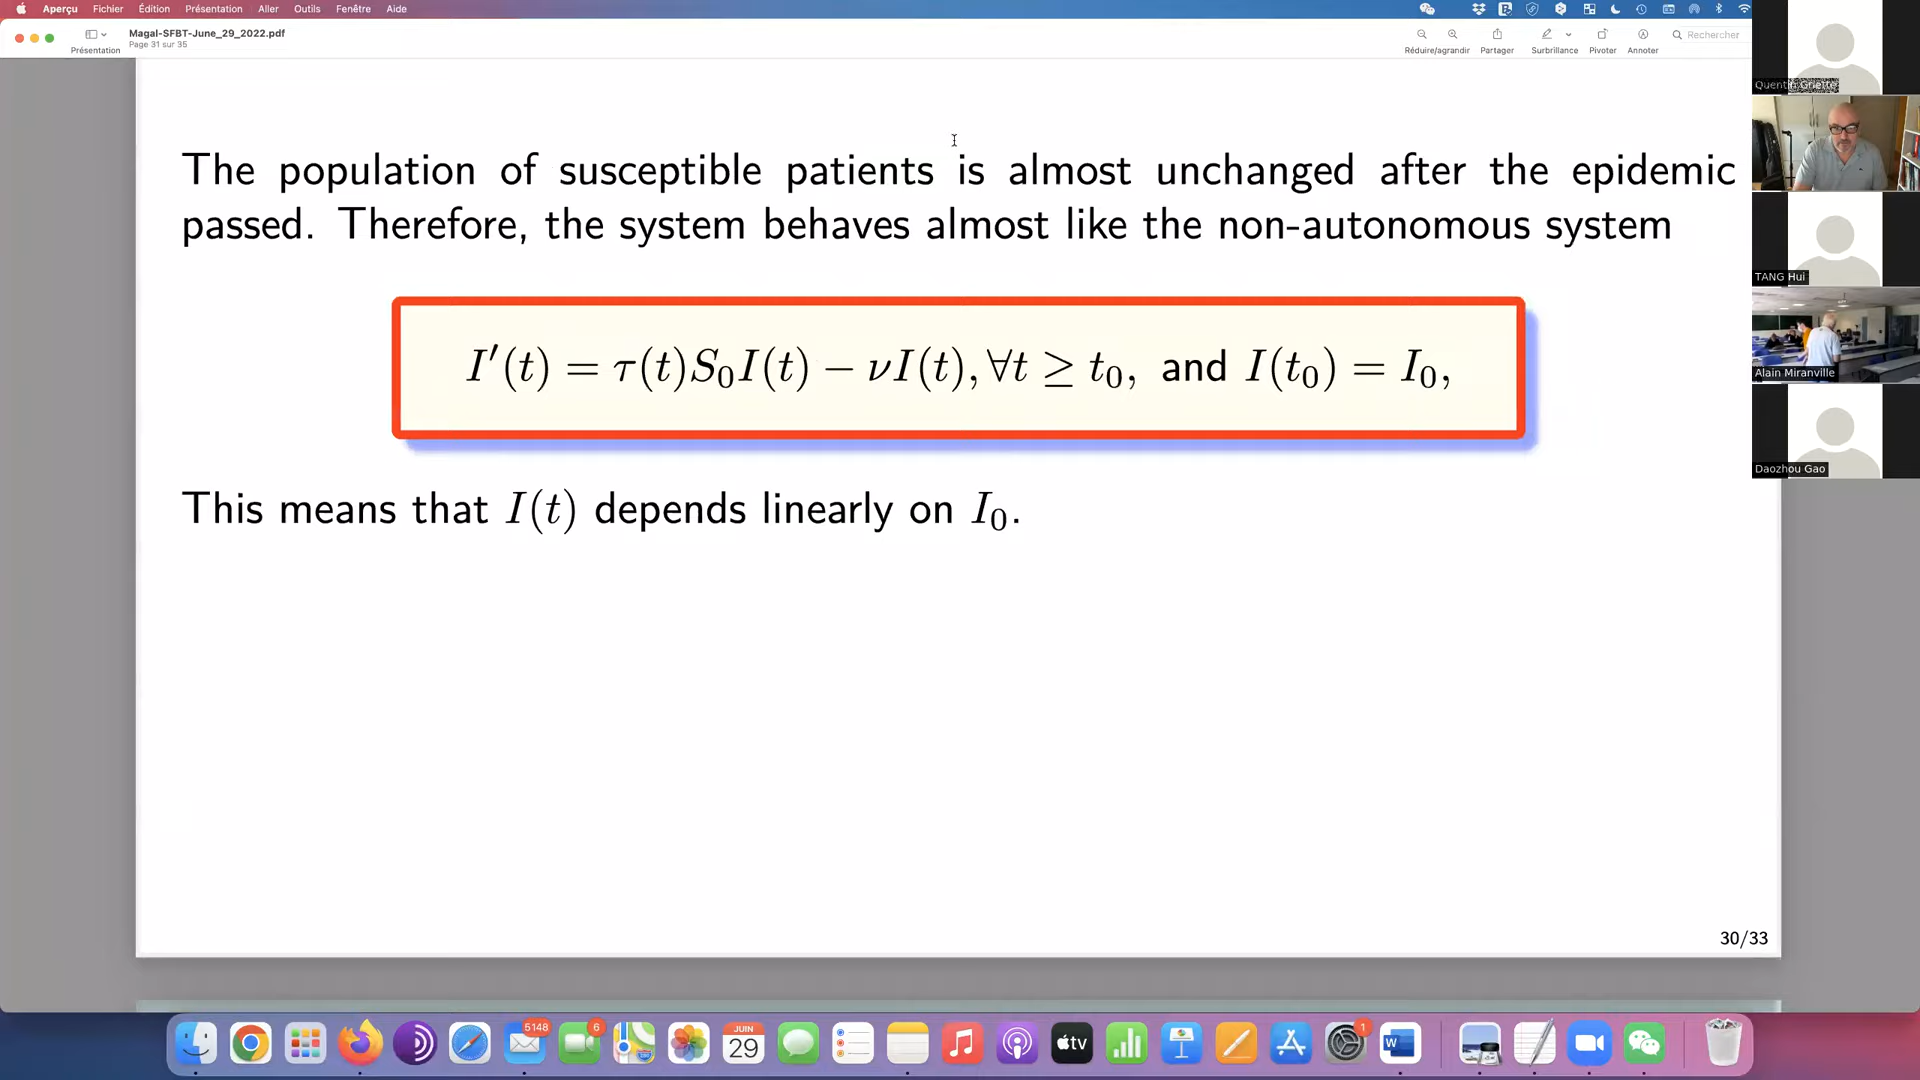 Aperçu Fichier Édition Présentation Aller Outils Fenêtre Aide
Magal-SFBT-June_29_2022.pdf
Page 31 sur 35
Présentation
Réduire/agrandir Partager Surbrillance Pivoter Annoter
Rechercher
The population of susceptible patients is almost unchanged after the epidemic
passed. Therefore, the system behaves almost like the non-autonomous system
I′(t) = τ(t)S₀I(t) − νI(t), ∀t ≥ t₀, and I(t₀) = I₀,
This means that I(t) depends linearly on I₀.
30/33
TANG Hui
Alain Miranville
Daozhou Gao
5148
6
JUIN
29
tv
1
W